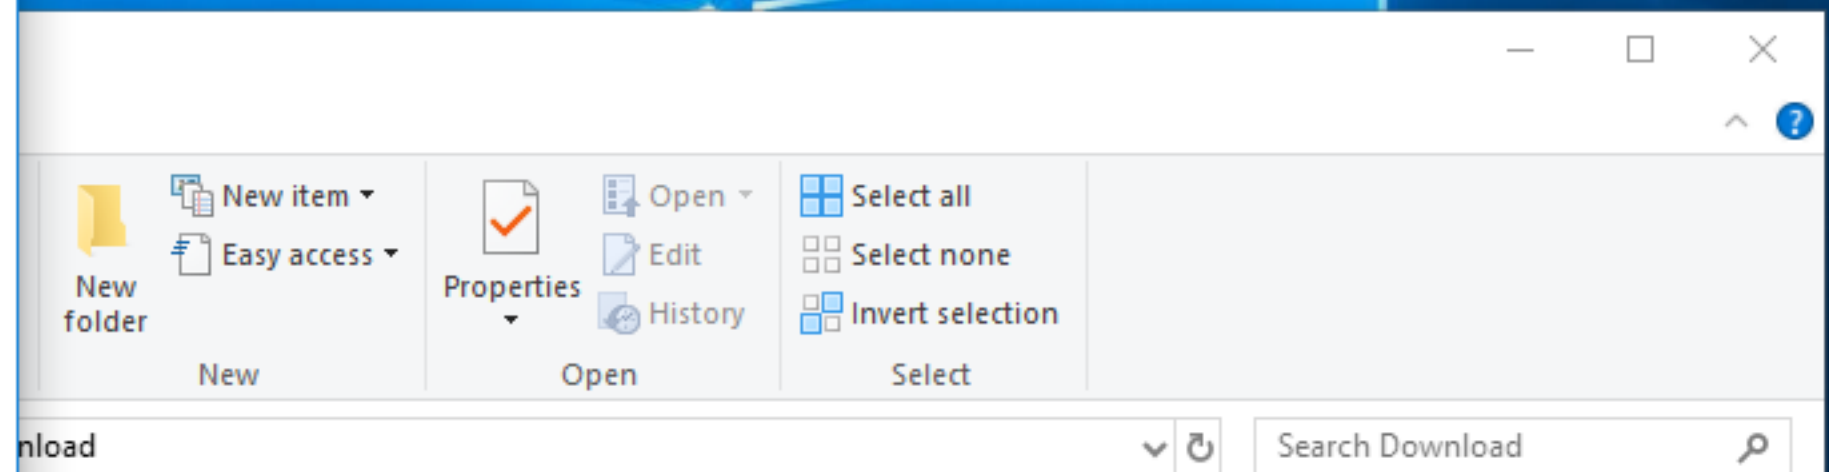 ?
New item
Easy access
New
folder
New
Properties
Open
Edit
History
Open
Select all
Select none
Invert selection
Select
nload
Search Download